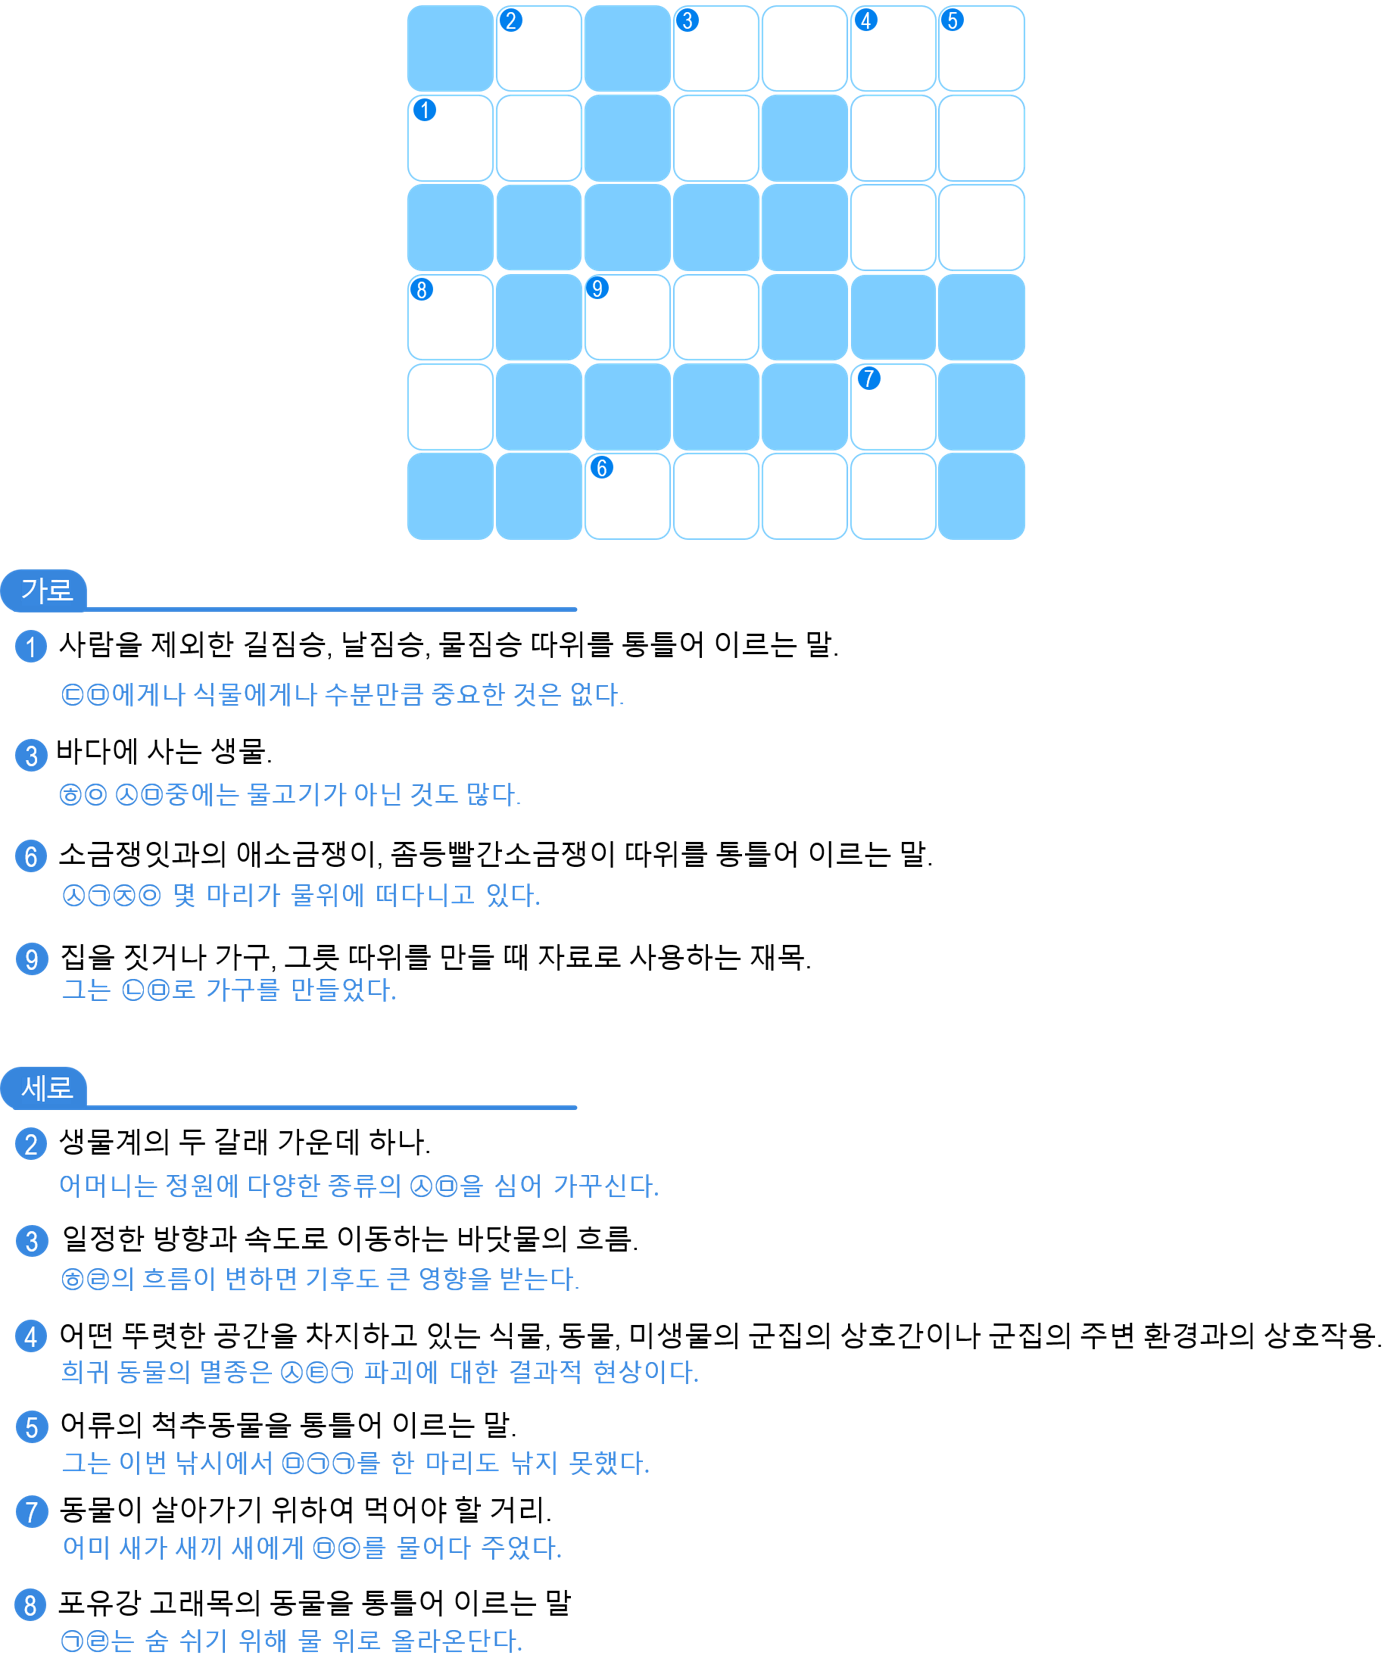 2 3 4 5
1
8 9
7
6
가로
1 사람을 제외한 길짐승, 날짐승, 물짐승 따위를 통틀어 이르는 말.
㉢㉤에게나 식물에게나 수분만큼 중요한 것은 없다.
3 바다에 사는 생물.
㉭㉧ ㉦㉤중에는 물고기가 아닌 것도 많다.
6 소금쟁잇과의 애소금쟁이, 좀등빨간소금쟁이 따위를 통틀어 이르는 말.
㉦㉠㉨㉧ 몇 마리가 물위에 떠다니고 있다.
9 집을 짓거나 가구, 그릇 따위를 만들 때 자료로 사용하는 재목.
그는 ㉡㉤로 가구를 만들었다.
세로
2 생물계의 두 갈래 가운데 하나.
어머니는 정원에 다양한 종류의 ㉦㉤을 심어 가꾸신다.
3 일정한 방향과 속도로 이동하는 바닷물의 흐름.
㉭㉣의 흐름이 변하면 기후도 큰 영향을 받는다.
4 어떤 뚜렷한 공간을 차지하고 있는 식물, 동물, 미생물의 군집의 상호간이나 군집의 주변 환경과의 상호작용.
희귀 동물의 멸종은 ㉦㉫㉠ 파괴에 대한 결과적 현상이다.
5 어류의 척추동물을 통틀어 이르는 말.
그는 이번 낚시에서 ㉤㉠㉠를 한 마리도 낚지 못했다.
7 동물이 살아가기 위하여 먹어야 할 거리.
어미 새가 새끼 새에게 ㉤㉧를 물어다 주었다.
8 포유강 고래목의 동물을 통틀어 이르는 말
㉠㉣는 숨 쉬기 위해 물 위로 올라온단다.